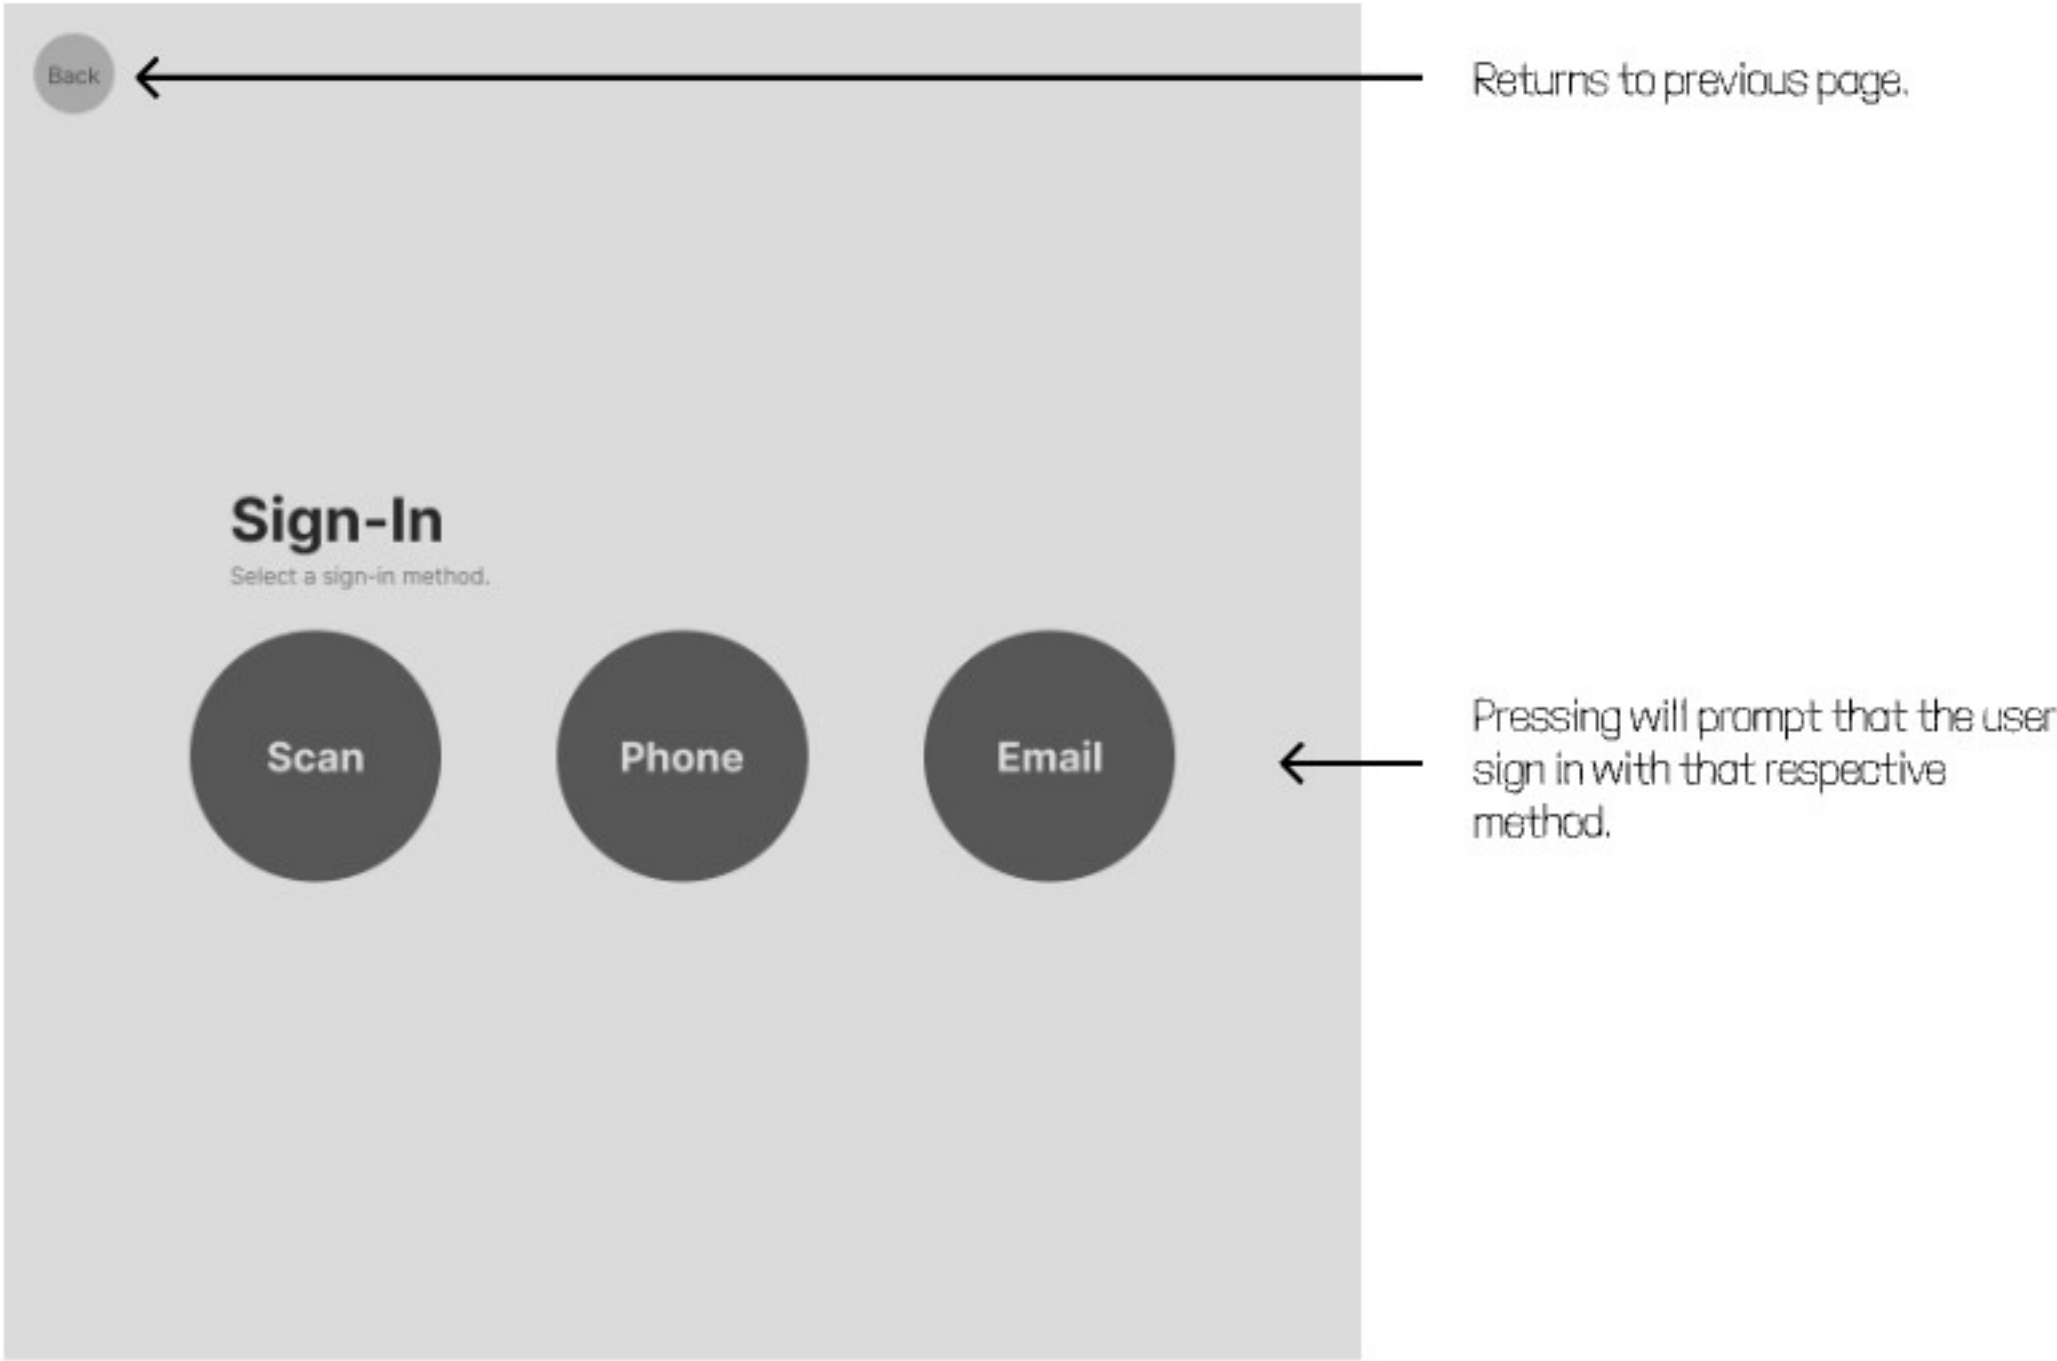 Back
Returns to previous page.
Sign-In
Select a sign-in method.
Scan
Phone
Email
Pressing will prompt that the user
sign in with that respective
method.